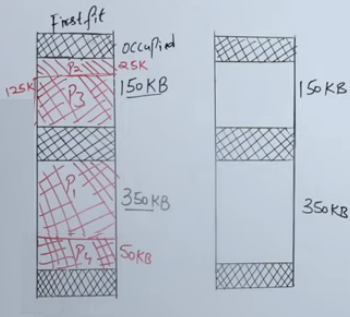 First fit
occupied
P2 25K
125K P3 150KB
P1 350KB
P4 50KB
150KB
350KB